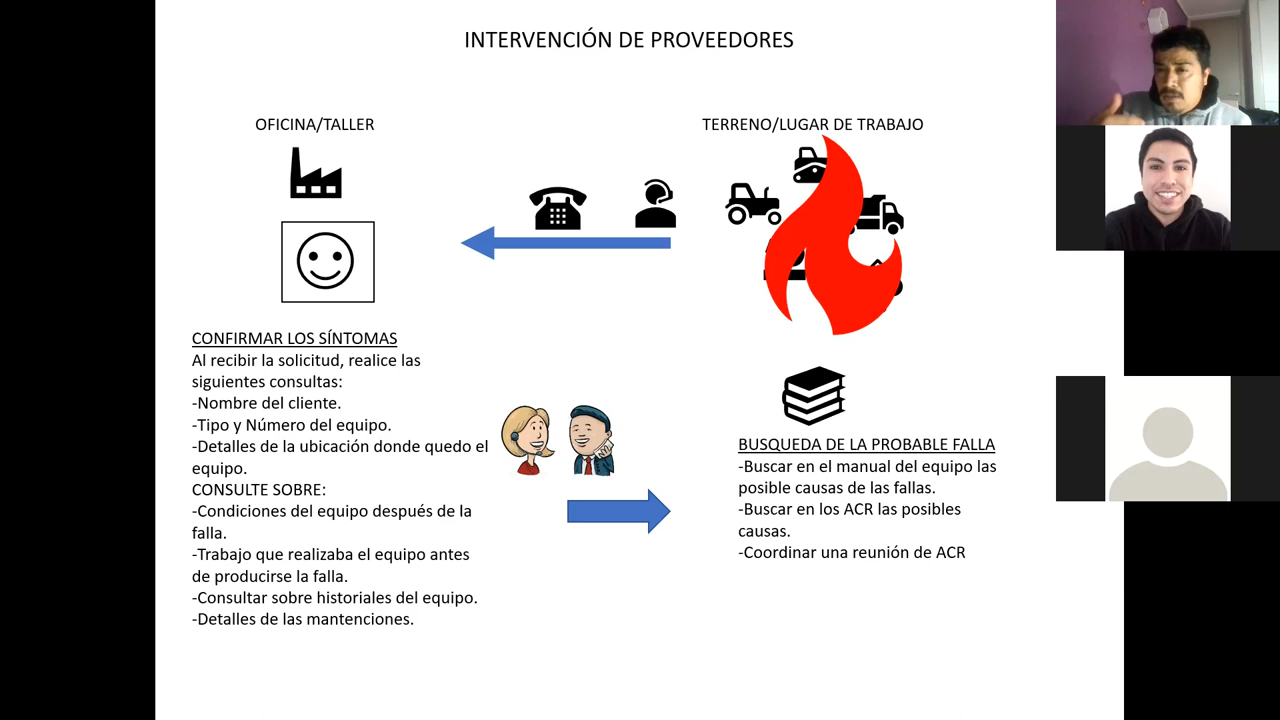 INTERVENCIÓN DE PROVEEDORES
OFICINA/TALLER
TERRENO/LUGAR DE TRABAJO
CONFIRMAR LOS SÍNTOMAS
Al recibir la solicitud, realice las
siguientes consultas:
-Nombre del cliente.
-Tipo y Número del equipo.
-Detalles de la ubicación donde quedo el
equipo.
CONSULTE SOBRE:
-Condiciones del equipo después de la
falla.
-Trabajo que realizaba el equipo antes
de producirse la falla.
-Consultar sobre historiales del equipo.
-Detalles de las mantenciones.
BUSQUEDA DE LA PROBABLE FALLA
-Buscar en el manual del equipo las
posible causas de las fallas.
-Buscar en los ACR las posibles
causas.
-Coordinar una reunión de ACR